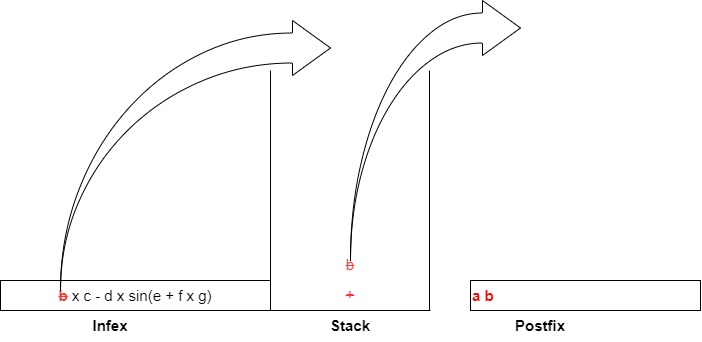 b
b x c - d x sin(e + f x g)
+
a b
Infex
Stack
Postfix